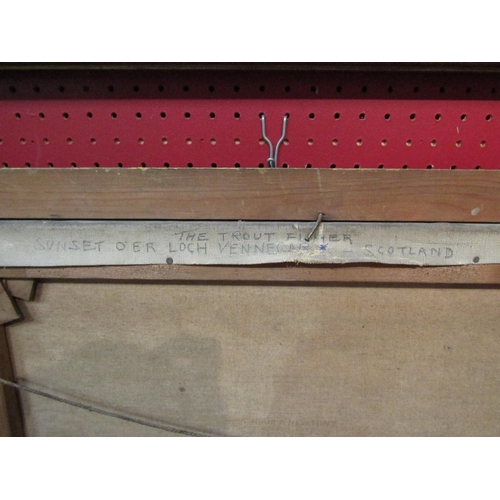 THE TROUT FISHER
SUNSET O'ER LOCH SCOTLAND